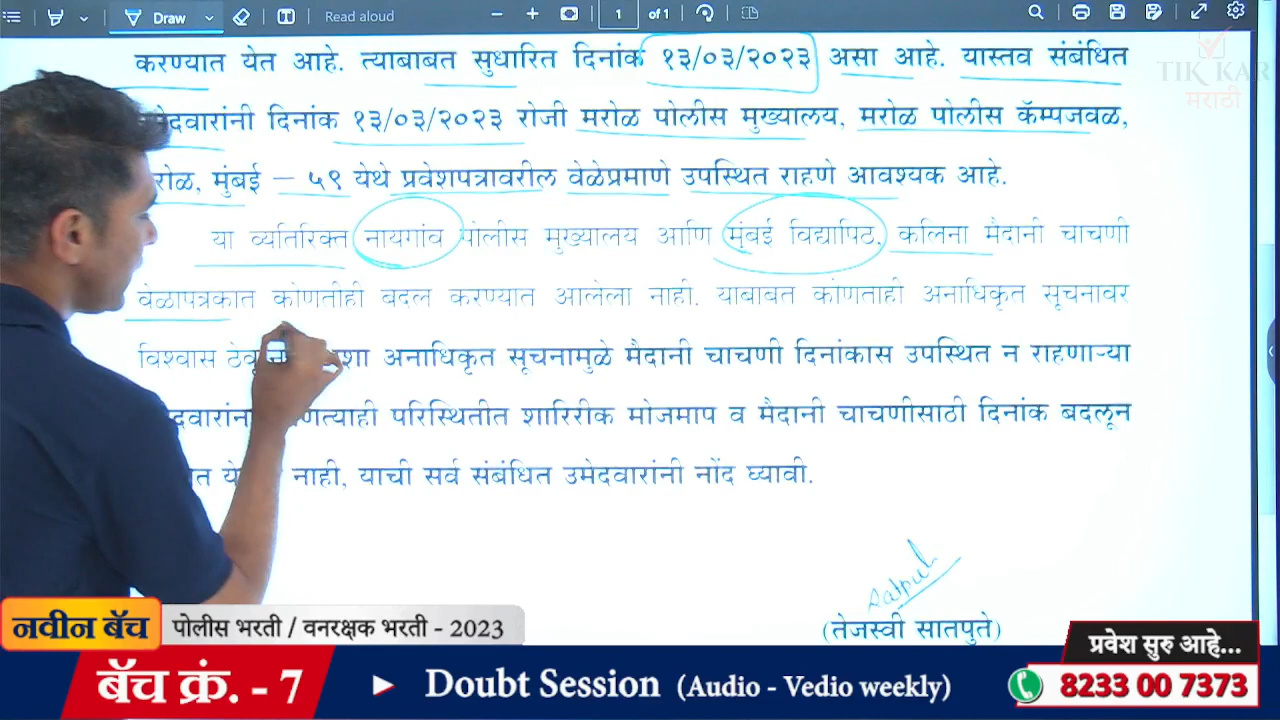 Draw
Read aloud
1 of 1
TIK KAR
मराठी
करण्यात येत आहे. त्याबाबत सुधारित दिनांक १३/०३/२०२३ असा आहे. यास्तव संबंधित
दिनांक १३/०३/२०२३ रोजी मरोळ पोलीस मुख्यालय, मरोळ पोलीस कॅम्पजवळ,
मुंबई – ५९ येथे प्रवेशपत्रावरील वेळेप्रमाणे उपस्थित राहणे आवश्यक आहे.
या व्यतिरिक्त नायगांव पोलीस मुख्यालय आणि मुंबई विद्यापिठ, कलिना मैदानी चाचणी
वेळापत्रकात कोणतीही बदल करण्यात आलेला नाही. याबाबत कोणताही अनाधिकृत सूचनावर
विश्वास अनाधिकृत सूचनामुळे मैदानी चाचणी दिनांकास उपस्थित न राहणाऱ्या
परिस्थितीत शारिरीक मोजमाप व मैदानी चाचणीसाठी दिनांक बदलून
नाही, याची सर्व संबंधित उमेदवारांनी नोंद घ्यावी.
(तेजस्वी सातपुते)
नवीन बॅच
पोलीस भरती / वनरक्षक भरती - 2023
प्रवेश सुरु आहे...
बॅच क्रं. - 7
Doubt Session (Audio - Vedio weekly)
8233 00 7373